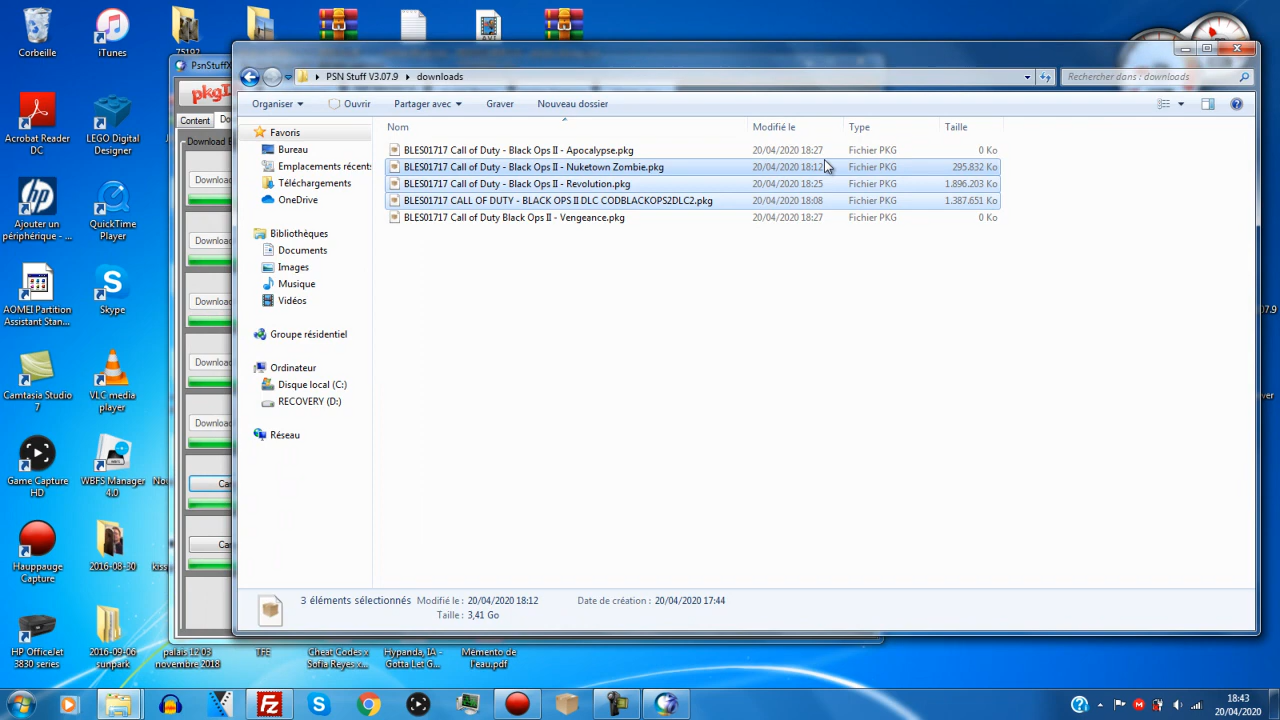 Corbeille
iTunes
75192
Acrobat Reader DC
LEGO Digital Designer
Ajouter un périphérique - ...
QuickTime Player
AOMEI Partition Assistant Stan...
Skype
Camtasia Studio 7
VLC media player
Game Capture HD
WBFS Manager 4.0
Hauppauge Capture
2016-08-30
HP OfficeJet 3830 series
2016-09-06 sunpark
palais 12 03 novembre 2018
TFE
Cheat Codes x Sofia Reyes x...
Hypanda, IA - Gotta Let G...
Mémento de l'eau.pdf
PsnStuffX
Content
Download
Download
Download
Download
Download
PSN Stuff V3.07.9 ▸ downloads
Rechercher dans : downloads
Organiser
Ouvrir
Partager avec
Graver
Nouveau dossier
Favoris
Bureau
Emplacements récents
Téléchargements
OneDrive
Bibliothèques
Documents
Images
Musique
Vidéos
Groupe résidentiel
Ordinateur
Disque local (C:)
RECOVERY (D:)
Réseau
Nom Modifié le Type Taille
BLES01717 Call of Duty - Black Ops II - Apocalypse.pkg 20/04/2020 18:27 Fichier PKG 0 Ko
BLES01717 Call of Duty - Black Ops II - Nuketown Zombie.pkg 20/04/2020 18:12 Fichier PKG 295.832 Ko
BLES01717 Call of Duty - Black Ops II - Revolution.pkg 20/04/2020 18:25 Fichier PKG 1.896.203 Ko
BLES01717 CALL OF DUTY - BLACK OPS II DLC CODBLACKOPS2DLC2.pkg 20/04/2020 18:08 Fichier PKG 1.387.651 Ko
BLES01717 Call of Duty Black Ops II - Vengeance.pkg 20/04/2020 18:27 Fichier PKG 0 Ko
3 éléments sélectionnés Modifié le : 20/04/2020 18:12 Date de création : 20/04/2020 17:44
Taille : 3,41 Go
18:43
20/04/2020